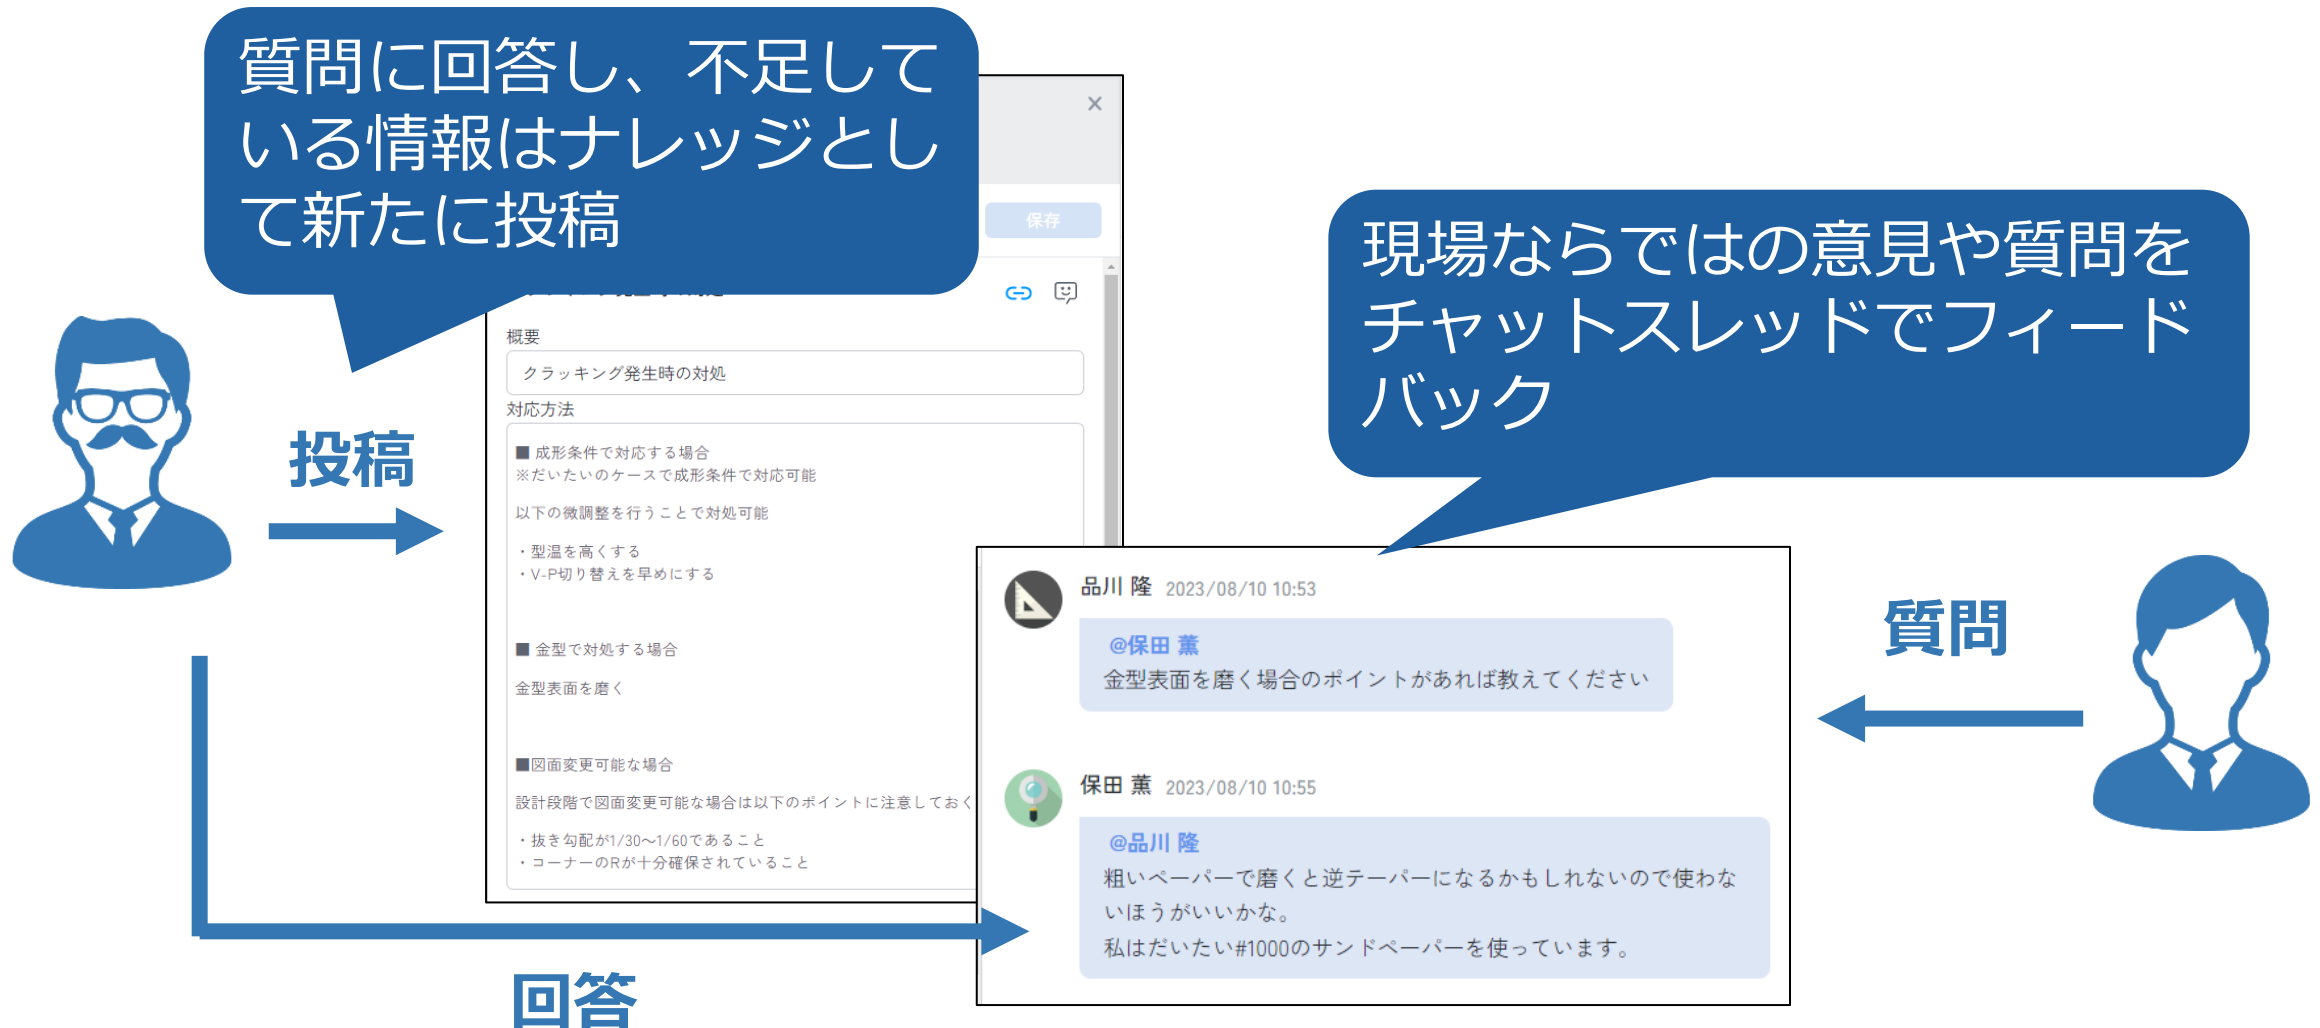 質問に回答し、不足して
いる情報はナレッジとし
て新たに投稿
保存
概要
クラッキング発生時の対処
対応方法
■ 成形条件で対応する場合
※だいたいのケースで成形条件で対応可能
以下の微調整を行うことで対処可能
・型温を高くする
・V-P切り替えを早めにする
■ 金型で対処する場合
金型表面を磨く
■図面変更可能な場合
設計段階で図面変更可能な場合は以下のポイントに注意しておく
・抜き勾配が1/30～1/60であること
・コーナーのRが十分確保されていること
投稿
回答
現場ならではの意見や質問を
チャットスレッドでフィード
バック
品川 隆 2023/08/10 10:53
@保田 薫
金型表面を磨く場合のポイントがあれば教えてください
保田 薫 2023/08/10 10:55
@品川 隆
粗いペーパーで磨くと逆テーパーになるかもしれないので使わな
いほうがいいかな。
私はだいたい#1000のサンドペーパーを使っています。
質問